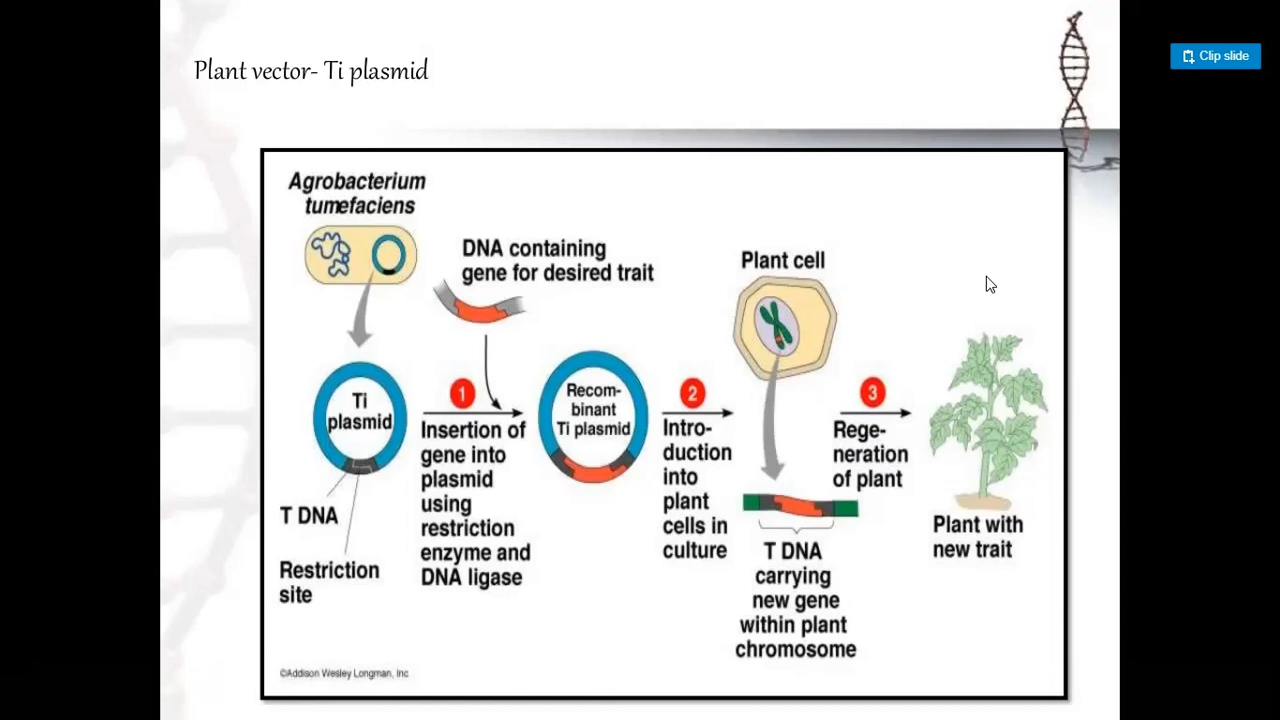 Plant vector- Ti plasmid
Clip slide
Agrobacterium
tumefaciens
DNA containing
gene for desired trait
Plant cell
Ti
plasmid
1
Insertion of
gene into
plasmid
using
restriction
enzyme and
DNA ligase
T DNA
Restriction
site
Recom-
binant
Ti plasmid
2
Intro-
duction
into
plant
cells in
culture
T DNA
carrying
new gene
within plant
chromosome
3
Rege-
neration
of plant
Plant with
new trait
©Addison Wesley Longman, Inc